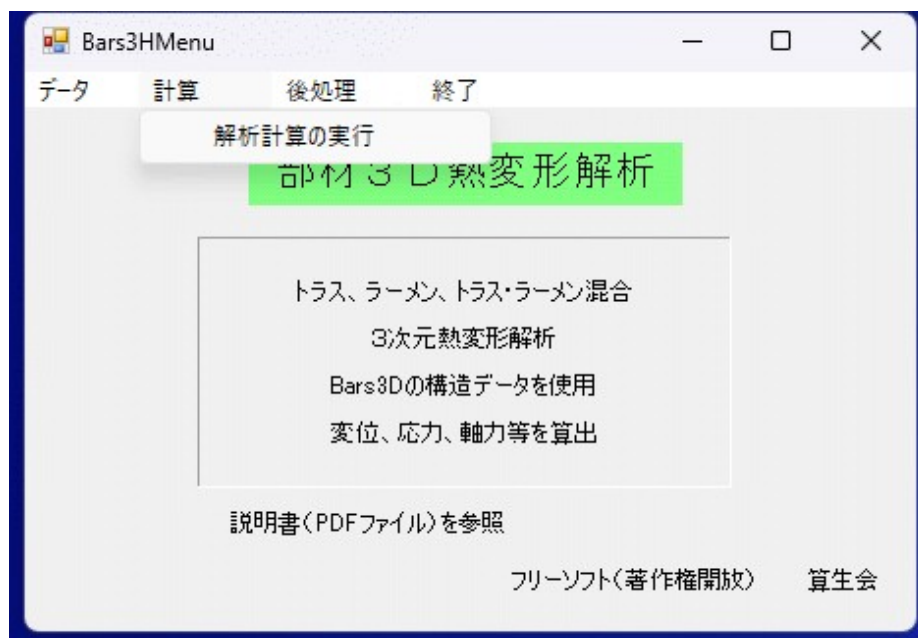 Bars3HMenu
データ 計算 後処理 終了
解析計算の実行
部材３Ｄ熱変形解析
トラス、ラーメン、トラス・ラーメン混合
３次元熱変形解析
Bars3Dの構造データを使用
変位、応力、軸力等を算出
説明書(PDFファイル)を参照
フリーソフト(著作権開放) 算生会